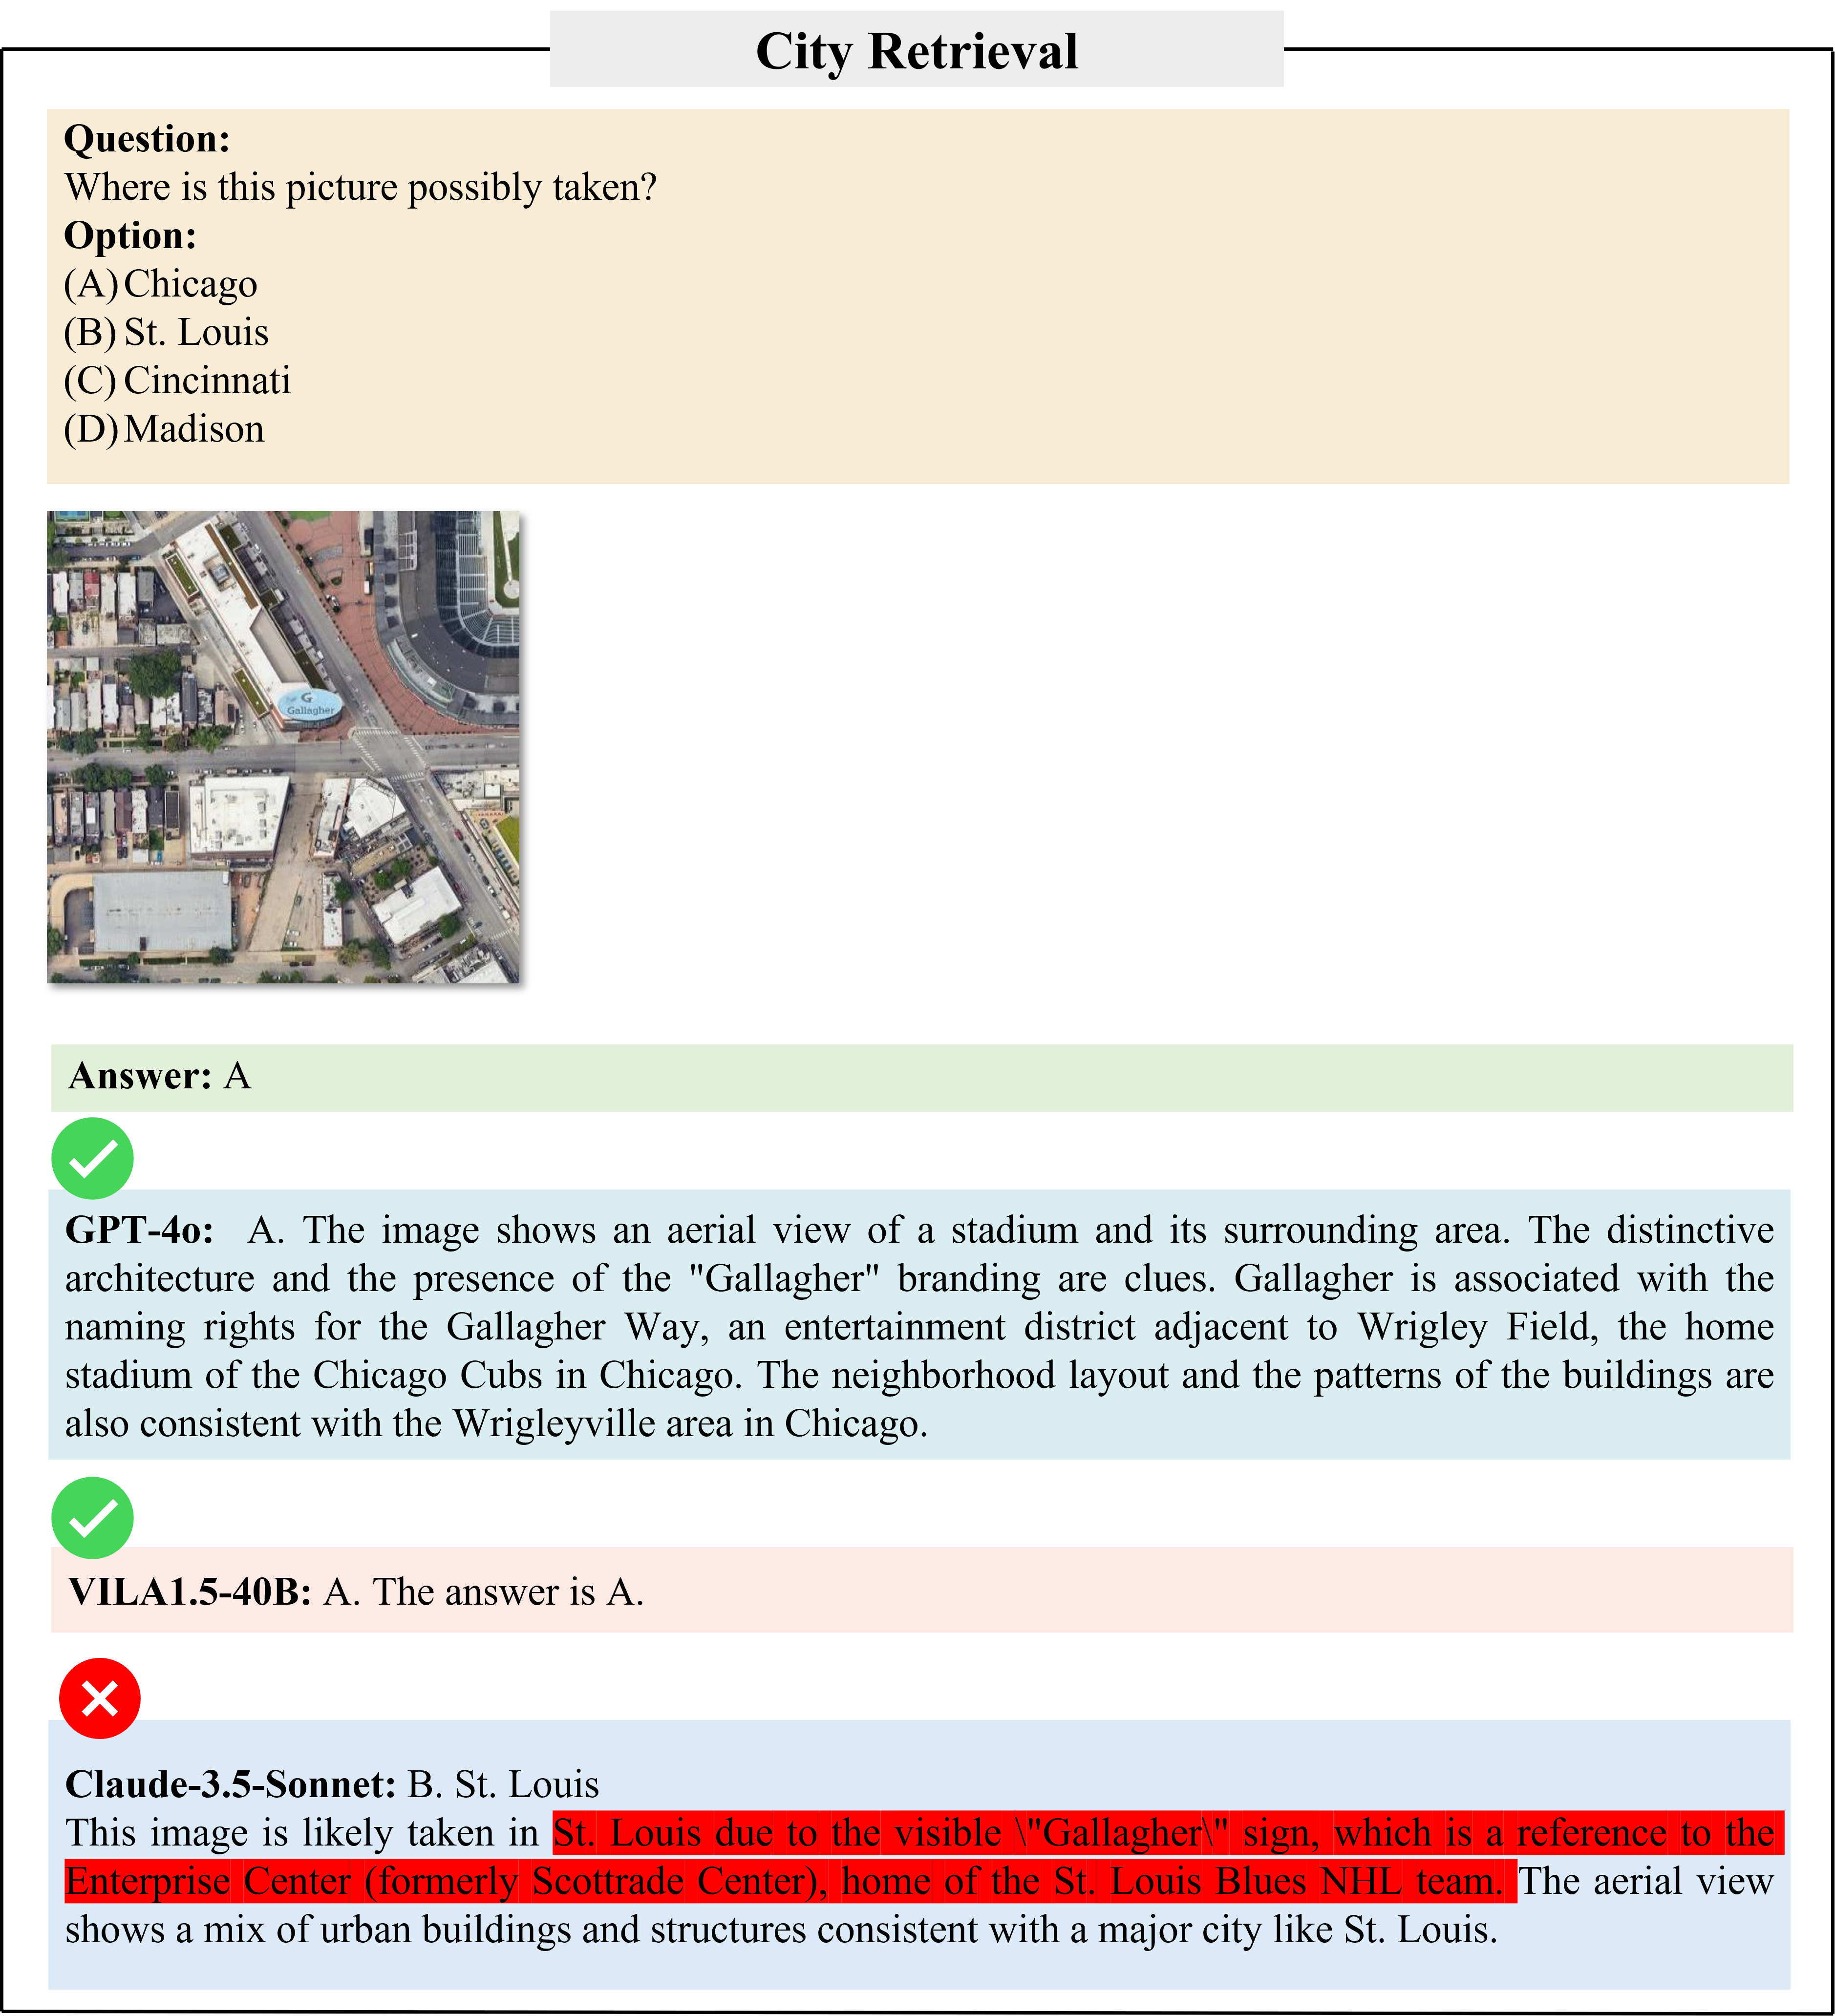 City Retrieval
Question:
Where is this picture possibly taken?
Option:
(A) Chicago
(B) St. Louis
(C) Cincinnati
(D) Madison
G
Gallagher
Answer: A
GPT-4o: A. The image shows an aerial view of a stadium and its surrounding area. The distinctive
architecture and the presence of the "Gallagher" branding are clues. Gallagher is associated with the
naming rights for the Gallagher Way, an entertainment district adjacent to Wrigley Field, the home
stadium of the Chicago Cubs in Chicago. The neighborhood layout and the patterns of the buildings are
also consistent with the Wrigleyville area in Chicago.
VILA1.5-40B: A. The answer is A.
Claude-3.5-Sonnet: B. St. Louis
This image is likely taken in St. Louis due to the visible \"Gallagher\" sign, which is a reference to the
Enterprise Center (formerly Scottrade Center), home of the St. Louis Blues NHL team. The aerial view
shows a mix of urban buildings and structures consistent with a major city like St. Louis.